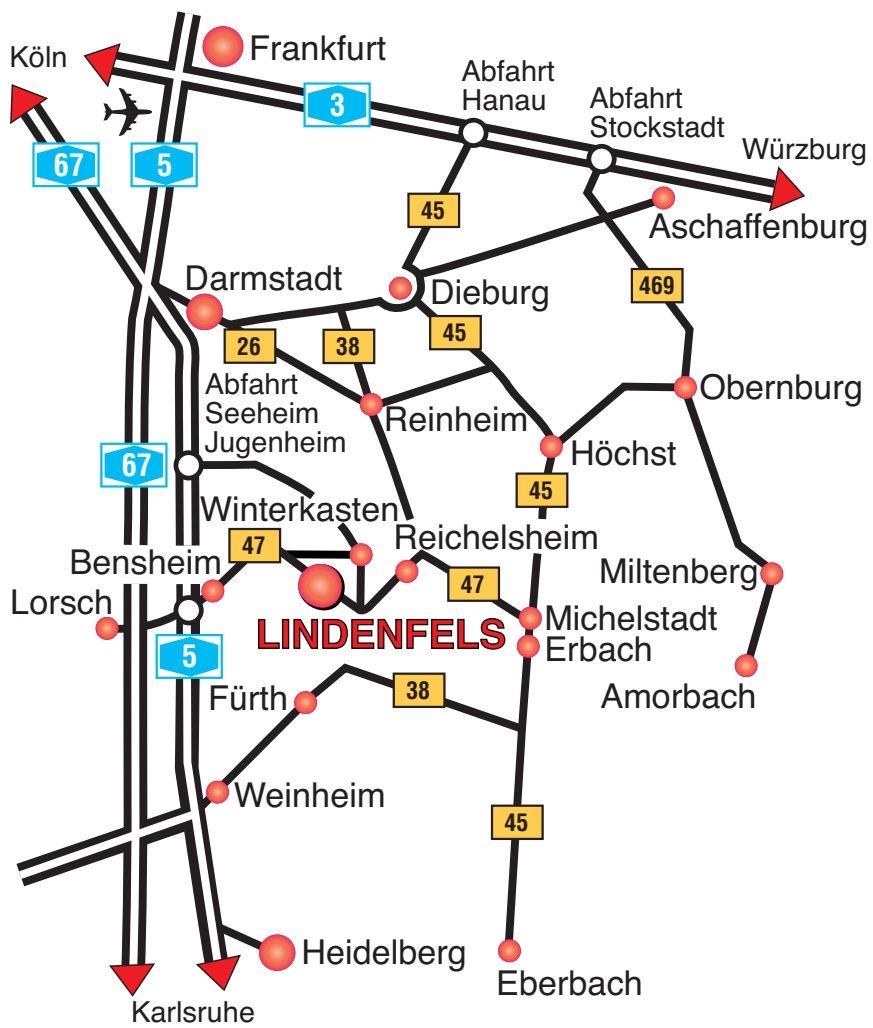 Köln
Frankfurt
3
Abfahrt
Hanau
Abfahrt
Stockstadt
Würzburg
67
5
45
Aschaffenburg
Darmstadt
Dieburg
469
26
38
45
Abfahrt
Seeheim
Jugenheim
Reinheim
Obernburg
Höchst
67
45
Winterkasten
47
Reichelsheim
Bensheim
Lorsch
47
Miltenberg
LINDENFELS
Michelstadt
Erbach
5
Fürth
38
Amorbach
Weinheim
45
Heidelberg
Eberbach
Karlsruhe